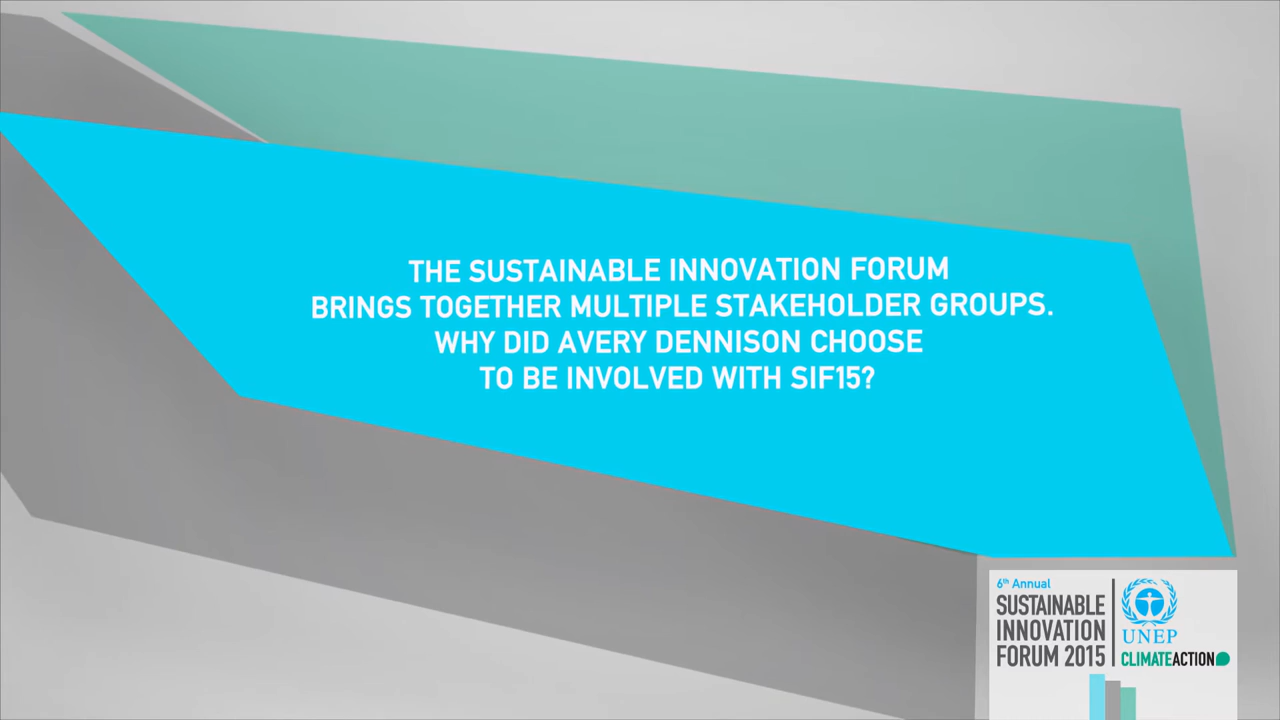 THE SUSTAINABLE INNOVATION FORUM
BRINGS TOGETHER MULTIPLE STAKEHOLDER GROUPS.
WHY DID AVERY DENNISON CHOOSE
TO BE INVOLVED WITH SIF15?
6th Annual
SUSTAINABLE
INNOVATION
FORUM 2015
UNEP
CLIMATEACTION